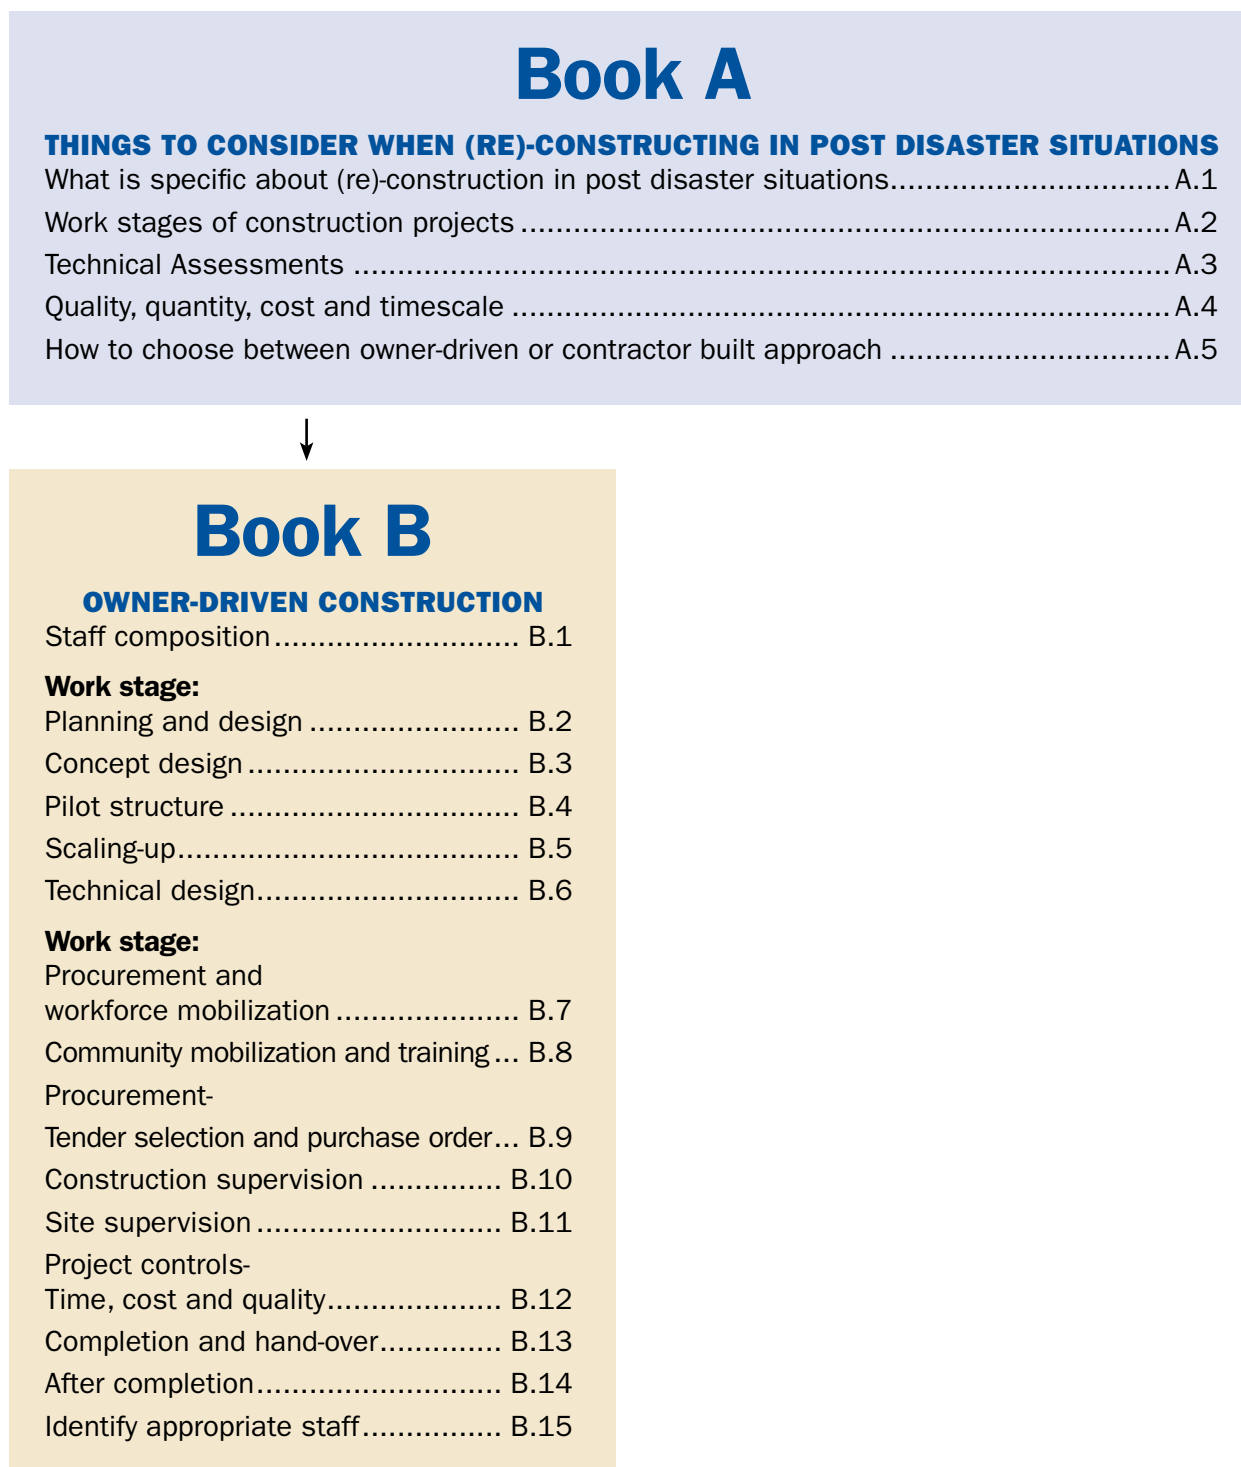 Book A
THINGS TO CONSIDER WHEN (RE)-CONSTRUCTING IN POST DISASTER SITUATIONS
What is specific about (re)-construction in post disaster situations................................ A.1
Work stages of construction projects ........................................................................... A.2
Technical Assessments .............................................................................................. A.3
Quality, quantity, cost and timescale ............................................................................ A.4
How to choose between owner-driven or contractor built approach ................................ A.5
Book B
OWNER-DRIVEN CONSTRUCTION
Staff composition............................ B.1
Work stage:
Planning and design ........................ B.2
Concept design ............................... B.3
Pilot structure ................................. B.4
Scaling-up....................................... B.5
Technical design.............................. B.6
Work stage:
Procurement and
workforce mobilization ..................... B.7
Community mobilization and training ... B.8
Procurement-
Tender selection and purchase order... B.9
Construction supervision ............... B.10
Site supervision ............................ B.11
Project controls-
Time, cost and quality.................... B.12
Completion and hand-over.............. B.13
After completion............................ B.14
Identify appropriate staff................ B.15